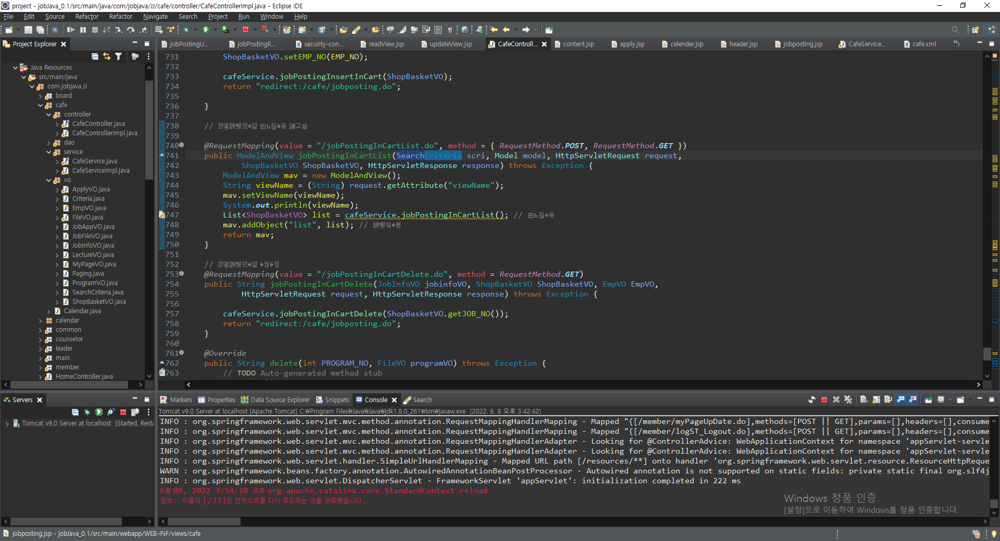 project - jobJava_0.1/src/main/java/com/jobjava/JJ/cafe/controller/CafeControllerImpl.java - Eclipse IDE
File Edit Source Refactor Refactor Navigate Search Project Run Window Help
Project Explorer
jobPostingU...
jobPostingR...
security-con...
readView.jsp
updateView.jsp
CafeControll...
content.jsp
apply.jsp
celender.jsp
header.jsp
jobposting.jsp
CafeService...
cafe.xml
»7
Java Resources
src/main/java
com.jobjava.JJ
board
cafe
controller
CafeController.java
CafeControllerImpl.java
dao
service
CafeService.java
CafeServiceImpl.java
vo
ApplyVO.java
Criteria.java
EmpVO.java
FileVO.java
JobAppVO.java
JobFileVO.java
JobInfoVO.java
LectureVO.java
MyPageVO.java
Paging.java
ProgramVO.java
SearchCriteria.java
ShopBasketVO.java
Calendar.java
calendar
common
counselor
leader
main
member
HomeController.java
731 ShopBasketVO.setEMP_NO(EMP_NO);
732
733 cafeService.jobPostingInsertInCart(ShopBasketVO);
734 return "redirect:/cafe/jobposting.do";
735
736 }
737
738 //
739
740 @RequestMapping(value = "/jobPostingInCartList.do", method = { RequestMethod.POST, RequestMethod.GET })
741 public ModelAndView jobPostingInCartList(SearchCriteria scri, Model model, HttpServletRequest request,
742 ShopBasketVO ShopBasketVO, HttpServletResponse response) throws Exception {
743 ModelAndView mav = new ModelAndView();
744 String viewName = (String) request.getAttribute("viewName");
745 mav.setViewName(viewName);
746 System.out.println(viewName);
747 List<ShopBasketVO> list = cafeService.jobPostingInCartList(); //
748 mav.addObject("list", list); //
749 return mav;
750 }
751
752 //
753 @RequestMapping(value = "/jobPostingInCartDelete.do", method = RequestMethod.GET)
754 public String jobPostingInCartDelete(JobInfoVO jobinfoVO, ShopBasketVO ShopBasketVO, EmpVO EmpVO,
755 HttpServletRequest request, HttpServletResponse response) throws Exception {
756
757 cafeService.jobPostingInCartDelete(ShopBasketVO.getJOB_NO());
758 return "redirect:/cafe/jobposting.do";
759 }
760
761 @Override
762 public String delete(int PROGRAM_NO, FileVO programVO) throws Exception {
763 // TODO Auto-generated method stub
Servers
Tomcat v9.0 Server at localhost [Started, Resta
Markers Properties Data Source Explorer Snippets Console Search
Tomcat v9.0 Server at localhost [Apache Tomcat] C:₩Program Files₩Java₩Java₩jdk1.8.0_261₩bin₩javaw.exe (2022. 6. 8 오후 3:42:42)
INFO : org.springframework.web.servlet.mvc.method.annotation.RequestMappingHandlerMapping - Mapped "{[/member/myPageUpDate.do],methods=[POST || GET],params=[],headers=[],consume
INFO : org.springframework.web.servlet.mvc.method.annotation.RequestMappingHandlerMapping - Mapped "{[/member/logST_Logout.do],methods=[POST || GET],params=[],headers=[],consume
INFO : org.springframework.web.servlet.mvc.method.annotation.RequestMappingHandlerAdapter - Looking for @ControllerAdvice: WebApplicationContext for namespace 'appServlet-servle
INFO : org.springframework.web.servlet.mvc.method.annotation.RequestMappingHandlerAdapter - Looking for @ControllerAdvice: WebApplicationContext for namespace 'appServlet-servle
INFO : org.springframework.web.servlet.handler.SimpleUrlHandlerMapping - Mapped URL path [/resources/**] onto handler 'org.springframework.web.servlet.resource.ResourceHttpReque
WARN : org.springframework.beans.factory.annotation.AutowiredAnnotationBeanPostProcessor - Autowired annotation is not supported on static fields: private static final org.slf4j
INFO : org.springframework.web.servlet.DispatcherServlet - FrameworkServlet 'appServlet': initialization completed in 222 ms
6월 08, 2022 3:54:28 오후 org.apache.catalina.core.StandardContext reload
정보: 이름이 [/JJ]인 컨텍스트를 다시 로드하는 것을 완료했습니다.
Windows 정품 인증
[설정]으로 이동하여 Windows를 정품 인증합니다.
jobposting.jsp - jobJava_0.1/src/main/webapp/WEB-INF/views/cafe